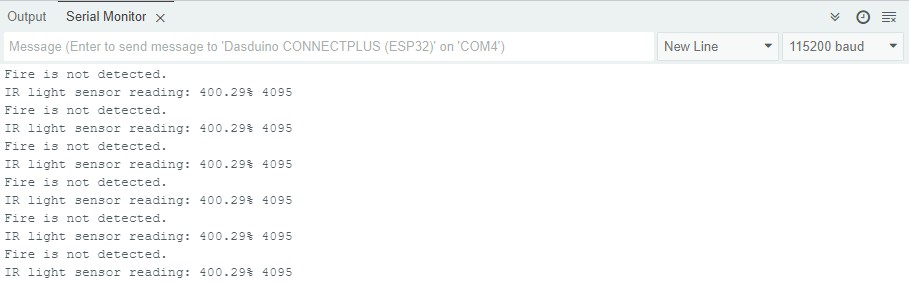 Output
Serial Monitor
Message (Enter to send message to 'Dasduino CONNECTPLUS (ESP32)' on 'COM4')
New Line
115200 baud
Fire is not detected.
IR light sensor reading: 400.29% 4095
Fire is not detected.
IR light sensor reading: 400.29% 4095
Fire is not detected.
IR light sensor reading: 400.29% 4095
Fire is not detected.
IR light sensor reading: 400.29% 4095
Fire is not detected.
IR light sensor reading: 400.29% 4095
Fire is not detected.
IR light sensor reading: 400.29% 4095